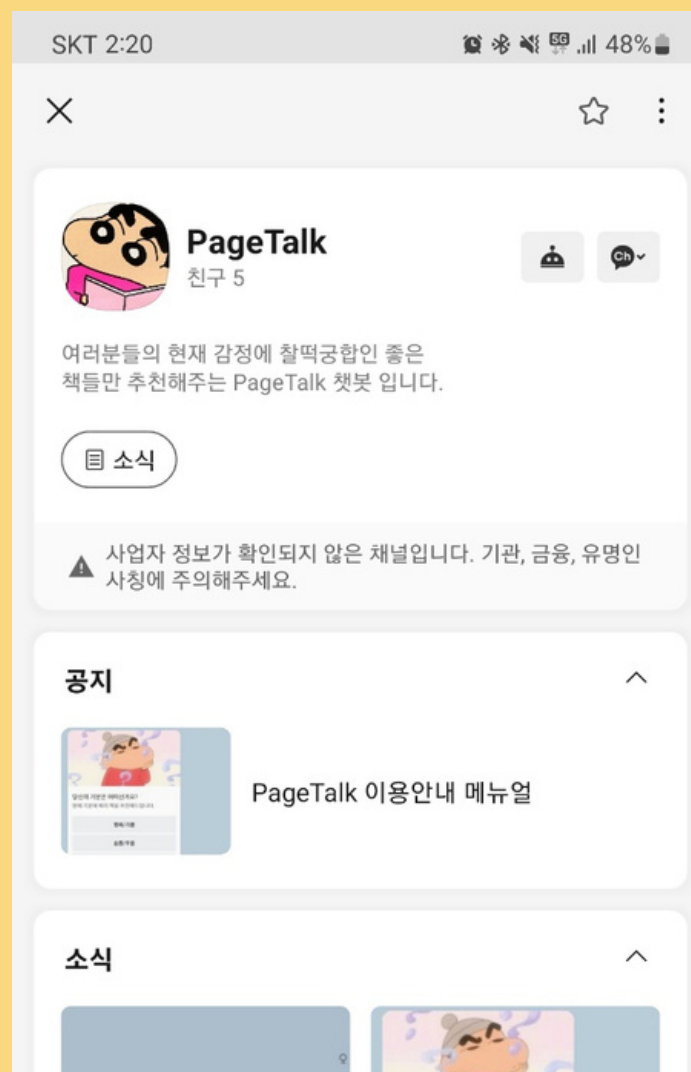 SKT 2:20
5G 48%
PageTalk
친구 5
Ch
여러분들의 현재 감정에 찰떡궁합인 좋은
책들만 추천해주는 PageTalk 챗봇 입니다.
소식
사업자 정보가 확인되지 않은 채널입니다. 기관, 금융, 유명인
사칭에 주의해주세요.
공지
PageTalk 이용안내 메뉴얼
소식